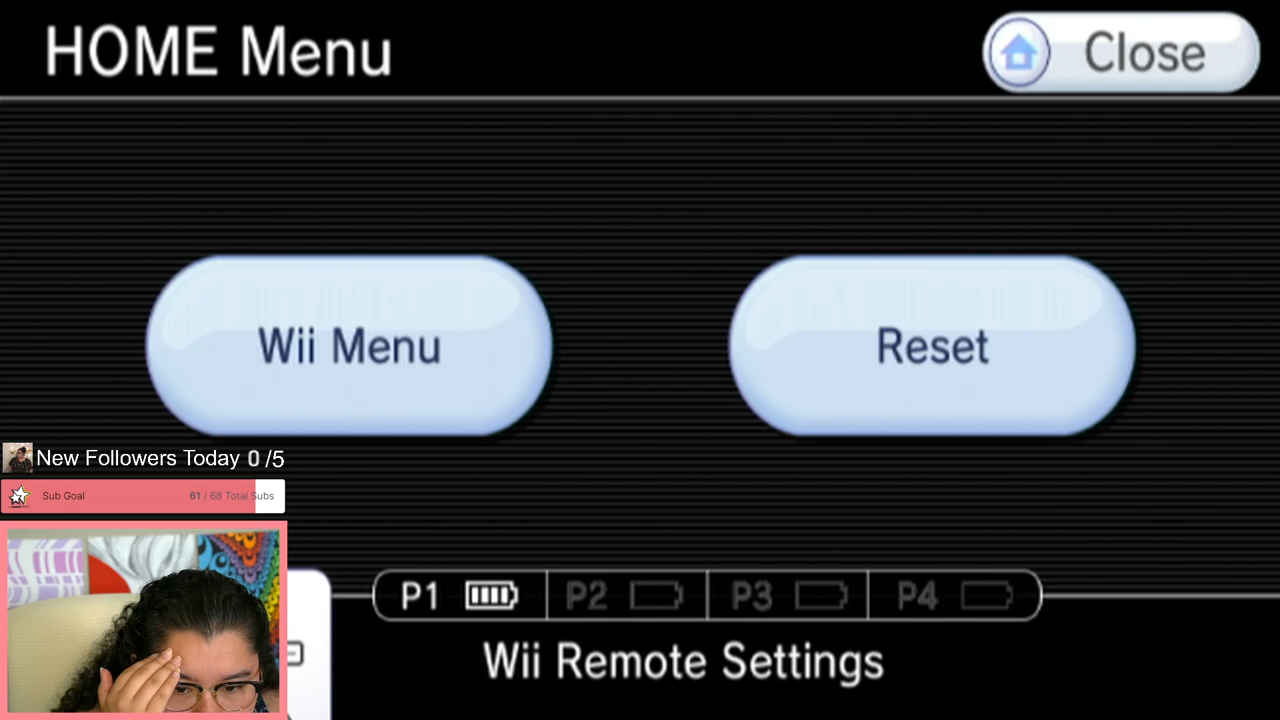 HOME Menu
Close
Wii Menu
Reset
New Followers Today 0 /5
Sub Goal
61 / 68 Total Subs
P1
P2
P3
P4
Wii Remote Settings